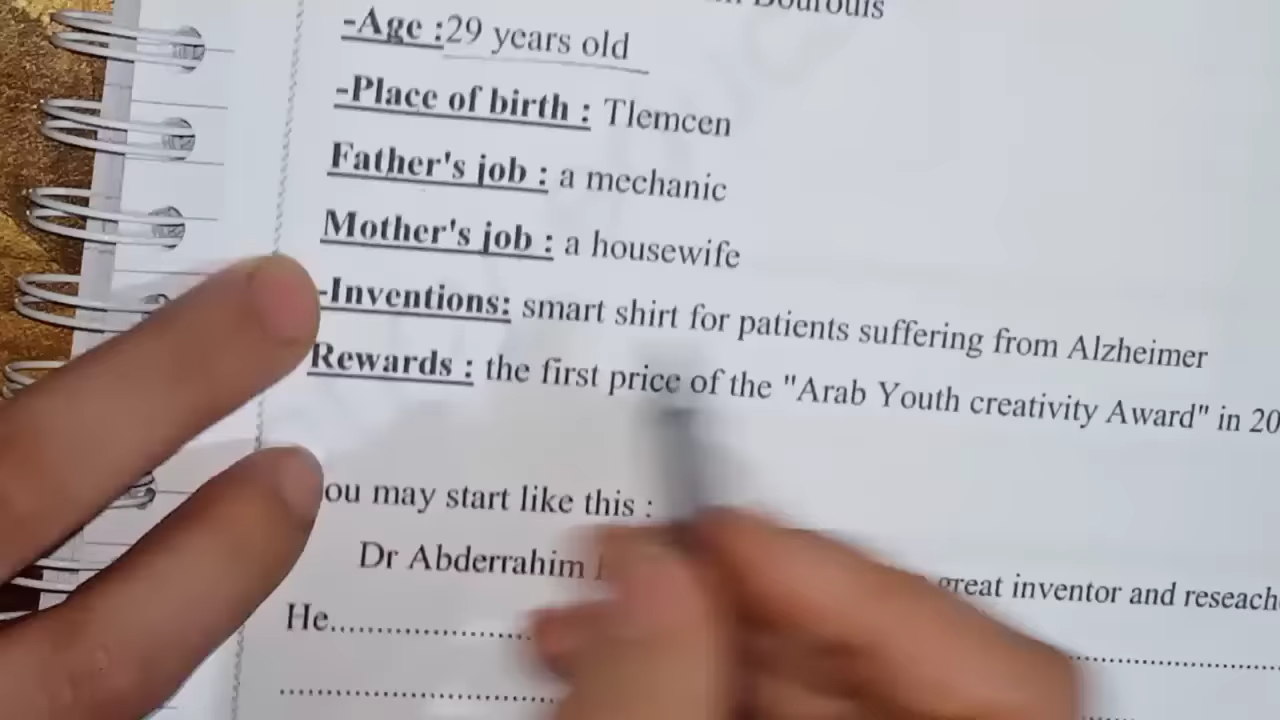 Bourouis
-Age :29 years old
-Place of birth : Tlemcen
Father's job : a mechanic
Mother's job : a housewife
-Inventions: smart shirt for patients suffering from Alzheimer
Rewards : the first price of the "Arab Youth creativity Award" in 20
ou may start like this :
Dr Abderrahim great inventor and reseach
He..............................
..............................